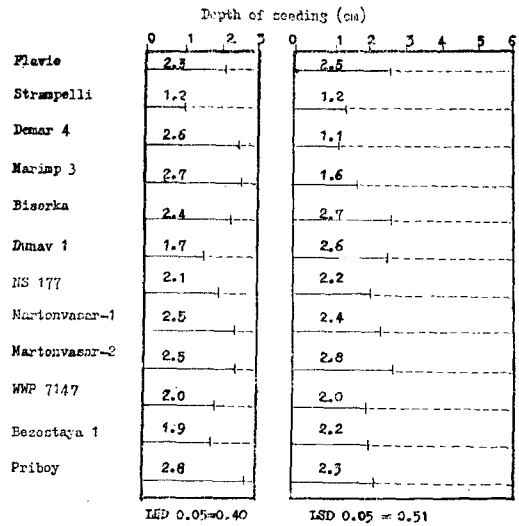 Depth of seeding (cm)
0 1 2 3 0 1 2 3 4 5 6
Flavie 2.3 2.5
Strampelli 1.2 1.2
Demar 4 2.6 1.1
Marimp 3 2.7 1.6
Biserka 2.4 2.7
Dunav 1 1.7 2.6
NS 177 2.1 2.2
Martonvasar-1 2.5 2.4
Martonvasar-2 2.5 2.8
WWP 7147 2.0 2.0
Bezostaya 1 1.9 2.2
Priboy 2.8 2.3
LSD 0.05=0.40 LSD 0.05 = 0.51